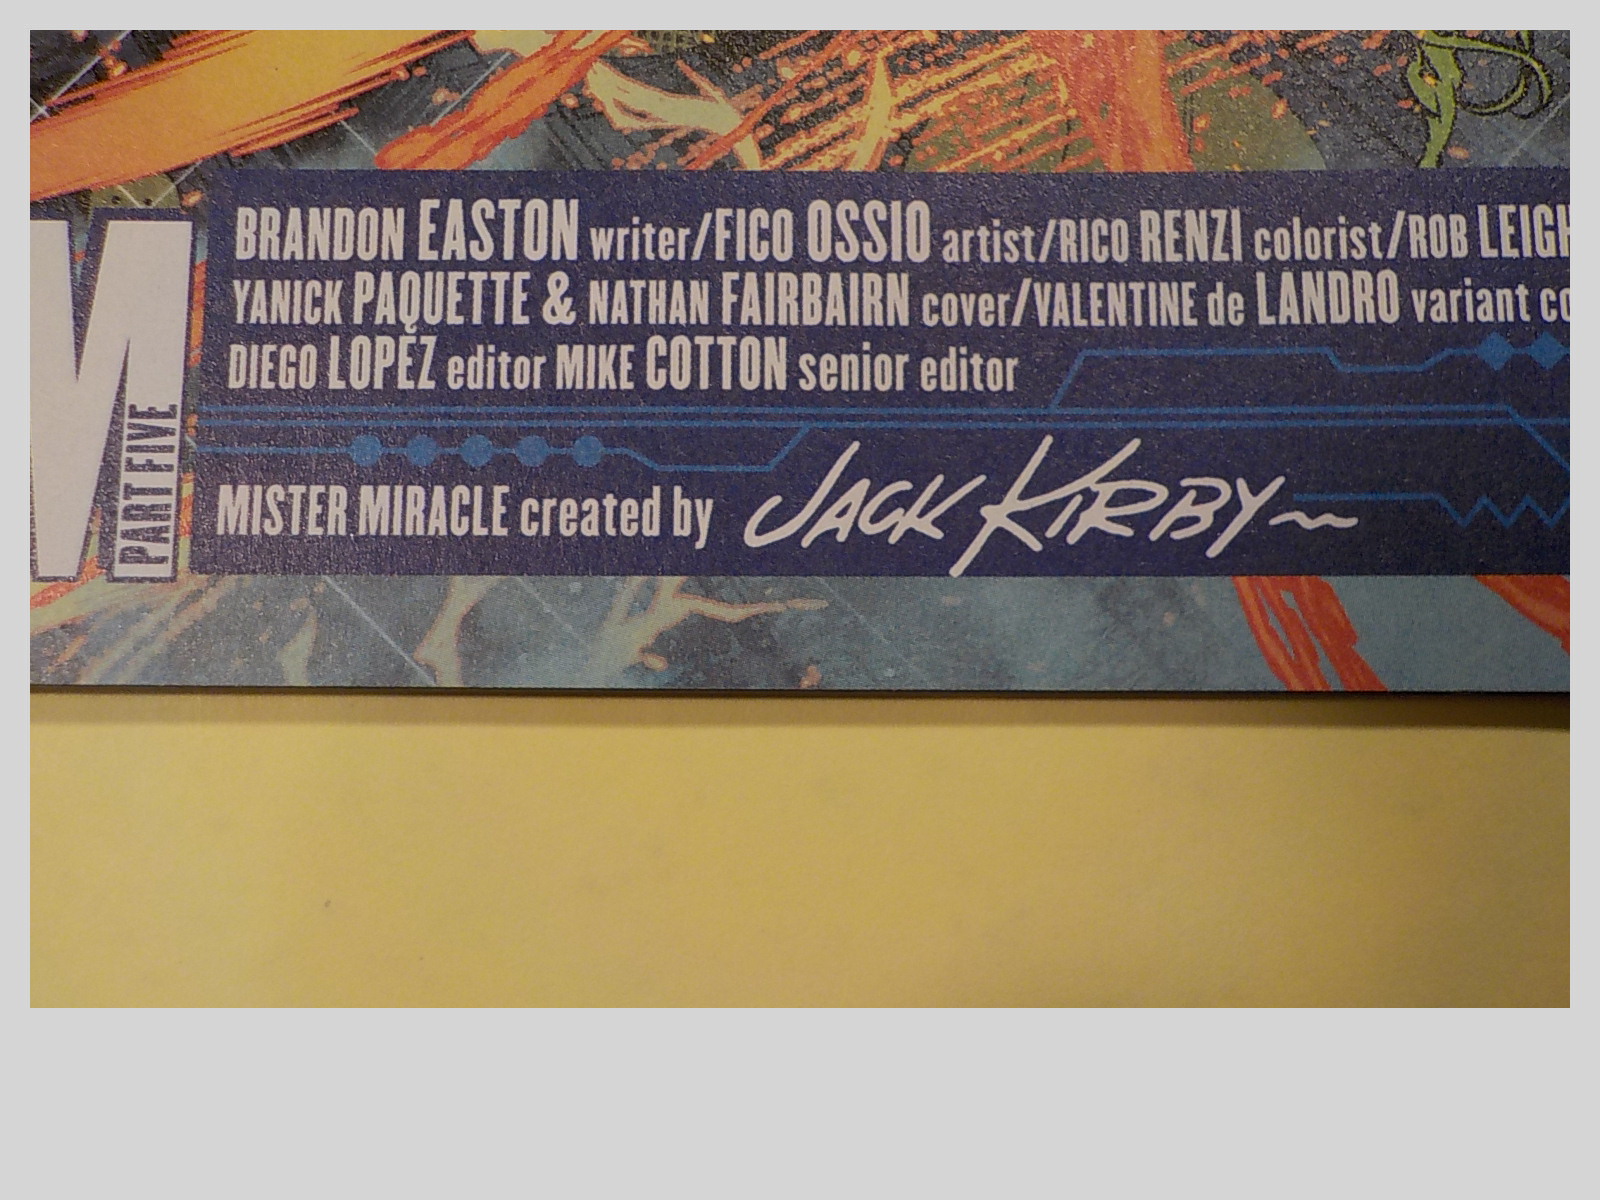 BRANDON EASTON writer/FICO OSSIO artist/RICO RENZI colorist/ROB
YANICK PAQUETTE & NATHAN FAIRBAIRN cover/VALENTINE de LANDRO variant
DIEGO LOPEZ editor MIKE COTTON senior editor
PART FIVE
MISTER MIRACLE created by JACK KIRBY